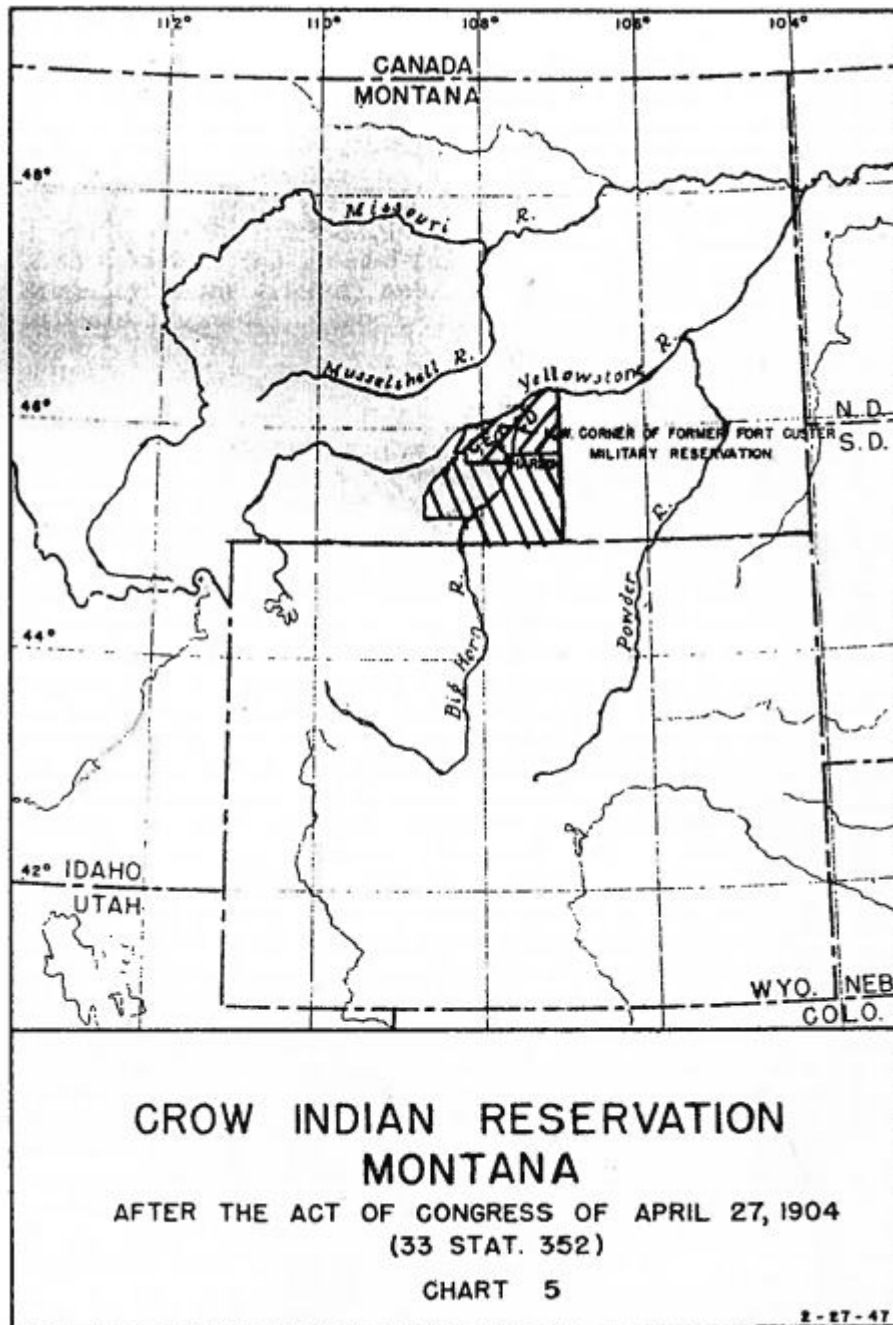 112° 110° 108° 106° 104°
CANADA
MONTANA
48°
Missouri R.
Musselshell R.
Yellowstone R.
46°
CEDED
N.D.
N.W. CORNER OF FORMER FORT CUSTER
S.D.
MILITARY RESERVATION
HARDIN
R.
Big Horn R.
Powder
44°
42°
IDAHO
UTAH
WYO. NEB
COLO.
CROW INDIAN RESERVATION
MONTANA
AFTER THE ACT OF CONGRESS OF APRIL 27, 1904
(33 STAT. 352)
CHART 5
2-27-47